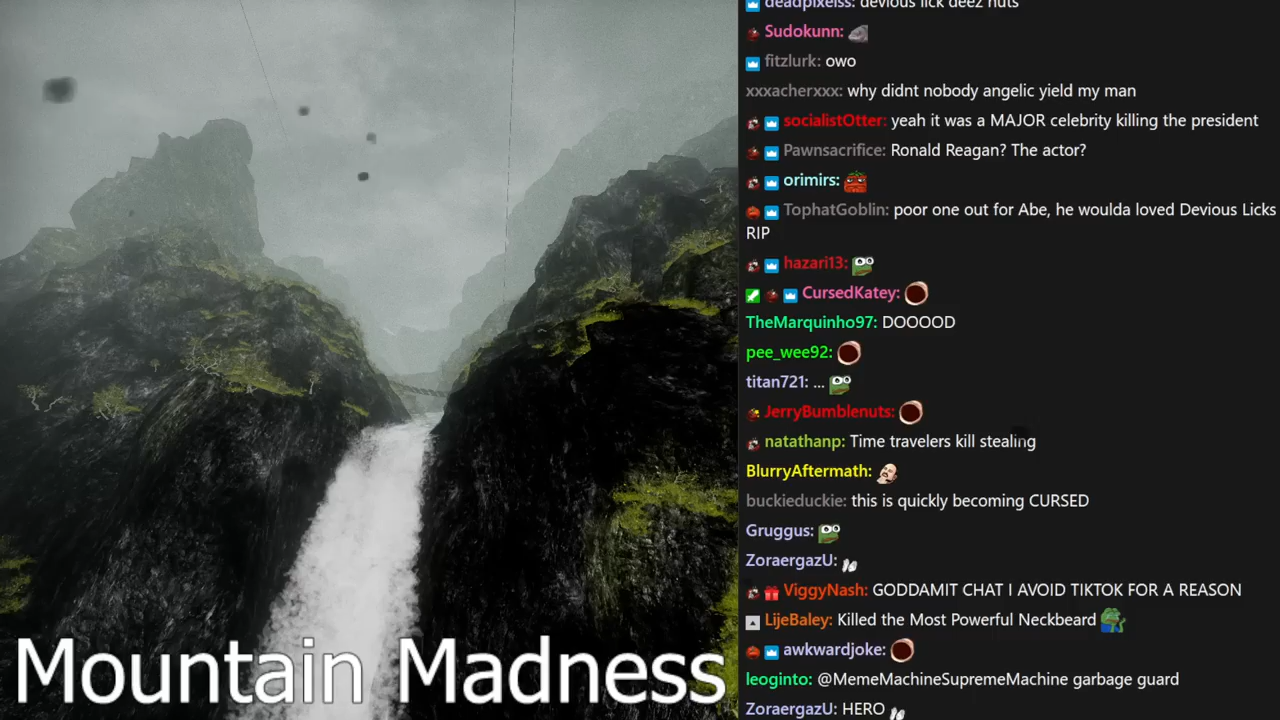 Mountain Madness
deadpixelss: devious lick deez nuts
Sudokunn:
fitzlurk: owo
xxxacherxxx: why didnt nobody angelic yield my man
socialistOtter: yeah it was a MAJOR celebrity killing the president
Pawnsacrifice: Ronald Reagan? The actor?
orimirs:
TophatGoblin: poor one out for Abe, he woulda loved Devious Licks
RIP
hazari13:
CursedKatey:
TheMarquinho97: DOOOOD
pee_wee92:
titan721: ...
JerryBumblenuts:
natathanp: Time travelers kill stealing
BlurryAftermath:
buckieduckie: this is quickly becoming CURSED
Gruggus:
ZoraergazU:
ViggyNash: GODDAMIT CHAT I AVOID TIKTOK FOR A REASON
LijeBaley: Killed the Most Powerful Neckbeard
awkwardjoke:
leoginto: @MemeMachineSupremeMachine garbage guard
ZoraergazU: HERO